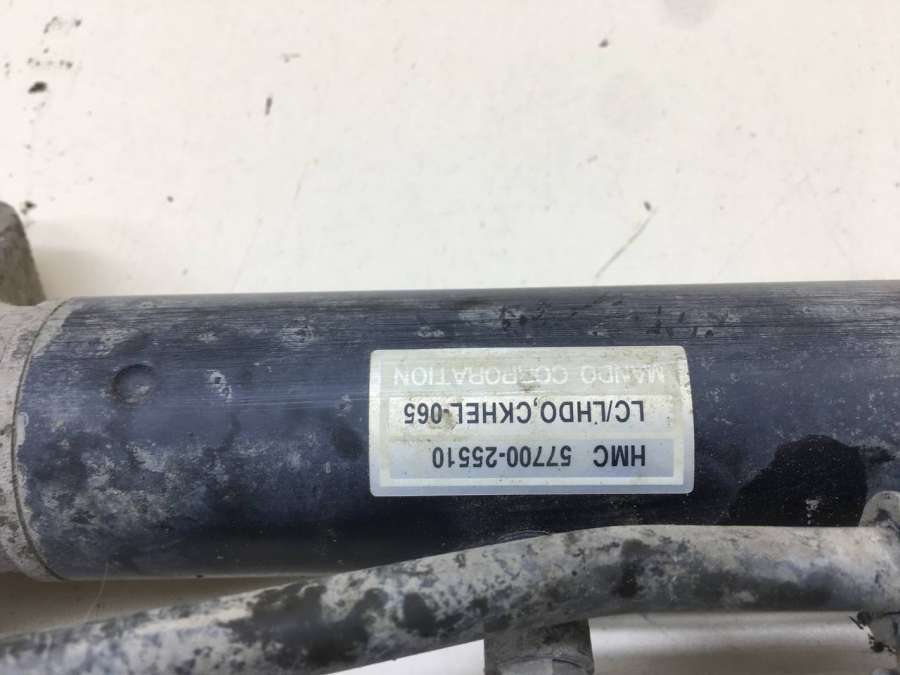 HMC 57700-25510
LC/LHDO,CKHEL-065
MANDO CORPORATION